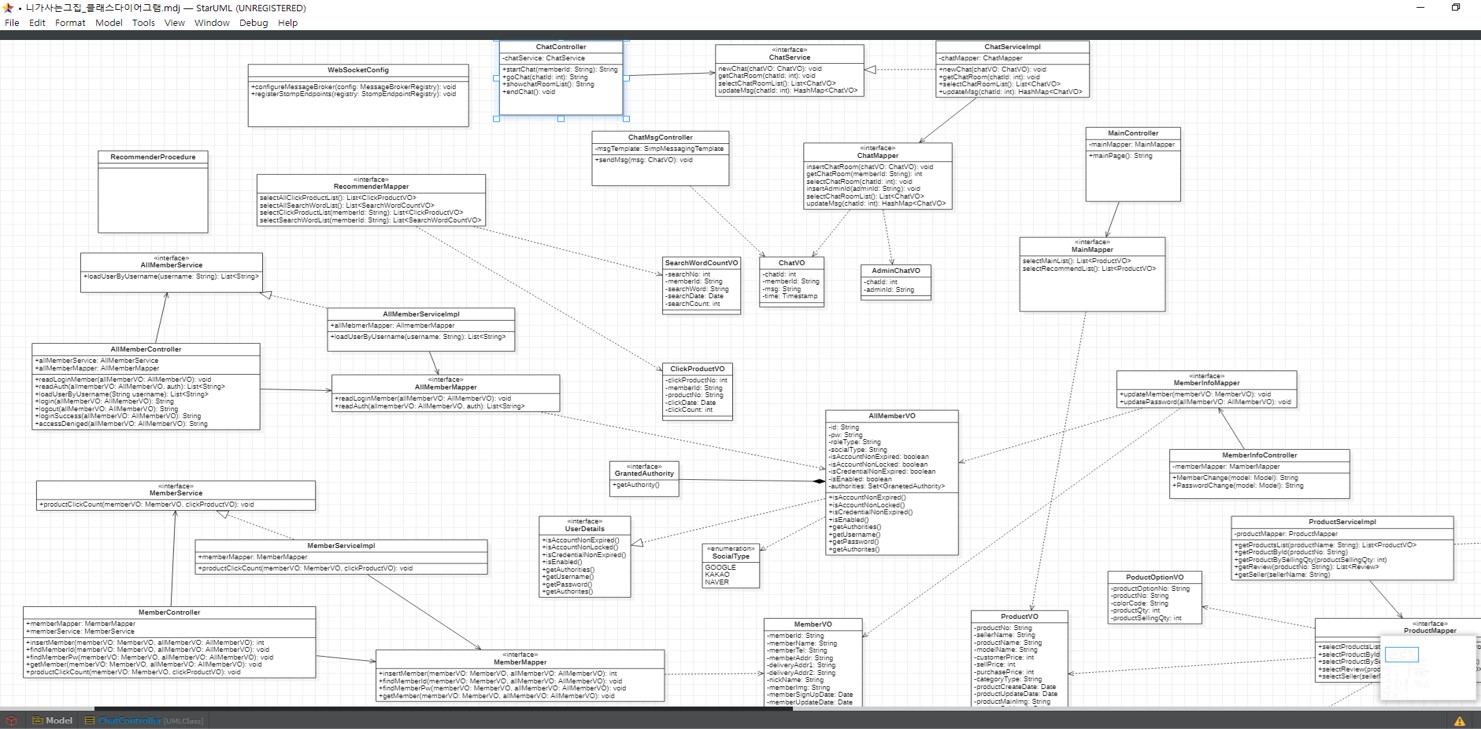 니가사는그집_클래스다이어그램.mdj — StarUML (UNREGISTERED)
File Edit Format Model Tools View Window Debug Help
ChatController
-chatService: ChatService
+startChat(memberId: String): String
+goChat(chatId: int): String
+showchatRoomList(): String
+endChat(): void
«interface»
ChatService
newChat(chatVO: ChatVO): void
getChatRoom(chatId: int): void
selectChatRoomList(): List<ChatVO>
updateMsg(chatId: int): HashMap<ChatVO>
ChatServiceImpl
-chatMapper: ChatMapper
+newChat(chatVO: ChatVO): void
+getChatRoom(chatId: int): void
+selectChatRoomList(): List<ChatVO>
+updateMsg(chatId: int): HashMap<ChatVO>
WebSocketConfig
+configureMessageBroker(config: MessageBrokerRegistry): void
+registerStompEndpoints(registry: StompEndpointRegistry): void
ChatMsgController
-msgTemplate: SimpMessagingTemplate
+sendMsg(msg: ChatVO): void
«interface»
ChatMapper
insertChatRoom(chatVO: ChatVO): void
getChatRoom(memberId: String): int
selectChatRoom(chatId: int): void
insertAdminId(adminId: String): void
selectChatRoomList(): List<ChatVO>
updateMsg(chatId: int): HashMap<ChatVO>
MainController
-mainMapper: MainMapper
+mainPage(): String
RecommenderProcedure
«interface»
RecommenderMapper
selectAllClickProductList(): List<ClickProductVO>
selectAllSearchWordList(): List<SearchWordCountVO>
selectClickProductList(memberId: String): List<ClickProductVO>
selectSearchWordList(memberId: String): List<SearchWordCountVO>
«interface»
MainMapper
selectMainList(): List<ProductVO>
selectRecommendList(): List<ProductVO>
«interface»
AllMemberService
+loadUserByUsername(username: String): List<String>
SearchWordCountVO
-searchNo: int
-memberId: String
-searchWord: String
-searchDate: Date
-searchCount: int
ChatVO
-chatId: int
-memberId: String
-msg: String
-time: Timestamp
AdminChatVO
-chatId: int
-adminId: String
AllMemberServiceImpl
+allMebmerMapper: AllmemberMapper
+loadUserByUsername(username: String): List<String>
AllMemberController
+allMemberService: AllMemberService
+allMemberMapper: AllMemberMapper
+readLoginMember(allMemberVO: AllMemberVO): void
+readAuth(allmemberVO: AllMemberVO, auth): List<String>
+loadUserByUsername(String username): List<String>
+login(allMemberVO: AllMemberVO): String
+logout(allMemberVO: AllMemberVO): String
+loginSuccess(allMemberVO: AllMemberVO): String
+accessDeniged(allMemberVO: AllMemberVO): String
«interface»
AllMemberMapper
+readLoginMember(allMemberVO: AllMemberVO): void
+readAuth(allmemberVO: AllMemberVO, auth): List<String>
ClickProductVO
-clickProductNo: int
-memberId: String
-productNo: String
-clickDate: Date
-clickCount: int
«interface»
MemberInfoMapper
+updateMember(memberVO: MemberVO): void
+updatePassword(allMemberVO: AllMemberVO): void
AllMemberVO
-id: String
-pw: String
-roleType: String
-socialType: String
-isAccountNonExpired: boolean
-isAccountNonLocked: boolean
-isCredentialNonExpired: boolean
-isEnabled: boolean
-authorities: Set<GranetedAuthority>
+isAccountNonExpired()
+isAccountNonLocked()
+isCredentialNonExpired()
+isEnabled()
+getAuthorities()
+getUsername()
+getPassword()
+getAuthorites()
MemberInfoController
-memberMapper: MamberMapper
+MemberChange(model: Model): String
+PasswordChange(model: Model): String
«interface»
GrantedAuthority
+getAuthority()
«interface»
MemberService
+productClickCount(memberVO: MemberVO, clickProductVO): void
«interface»
UserDetails
+isAccountNonExpired()
+isAccountNonLocked()
+isCredentialNonExpired()
+isEnabled()
+getAuthorities()
+getUsername()
+getPassword()
+getAuthorites()
ProductServiceImpl
-productMapper: ProductMapper
+getProductsList(productName: String): List<ProductVO>
+getProductById(productNo: String)
+getProductBySellingQty(productSellingQty: int)
+getReview(productNo: String): List<Review>
+getSeller(sellerName: String)
MemberServiceImpl
+memberMapper: MemberMapper
+productClickCount(memberVO: MemberVO, clickProductVO): void
«enumeration»
SocialType
GOOGLE
KAKAO
NAVER
PoductOptionVO
-productOptionNo: String
-productNo: String
-colorCode: String
-productQty: int
-productSellingQty: int
MemberController
+memberMapper: MemberMapper
+memberService: MemberService
+insertMember(memberVO: MemberVO, allMemberVO: AllMemberVO): int
+findMemberId(memberVO: MemberVO, allMemberVO: AllMemberVO): void
+findMemberPw(memberVO: MemberVO, allMemberVO: AllMemberVO): void
+getMember(memberVO: MemberVO, allMemberVO: AllMemberVO): void
+productClickCount(memberVO: MemberVO, clickProductVO): void
«interface»
MemberMapper
+insertMember(memberVO: MemberVO, allMemberVO: AllMemberVO): int
+findMemberId(memberVO: MemberVO, allMemberVO: AllMemberVO): void
+findMemberPw(memberVO: MemberVO, allMemberVO: AllMemberVO): void
+getMember(memberVO: MemberVO, allMemberVO: AllMemberVO): void
MemberVO
-memberId: String
-memberName: String
-memberTel: String
-memberAddr: String
-deliveryAddr1: String
-deliveryAddr2: String
-nickName: String
-memberImg: String
-memberSignUpDate: Date
-memberUpdateDate: Date
ProductVO
-productNo: String
-sellerName: String
-productName: String
-modelName: String
-customerPrice: int
-sellPrice: int
-purchasePrice: int
-categoryType: String
-productCreateDate: Date
-productUpdateDate: Date
-productMainImg: String
«interface»
ProductMapper
+selectProductsList
+selectProductById
+selectProductBySe
+selectReview(produ
+selectSeller(seller
Model ChatController [UMLClass]